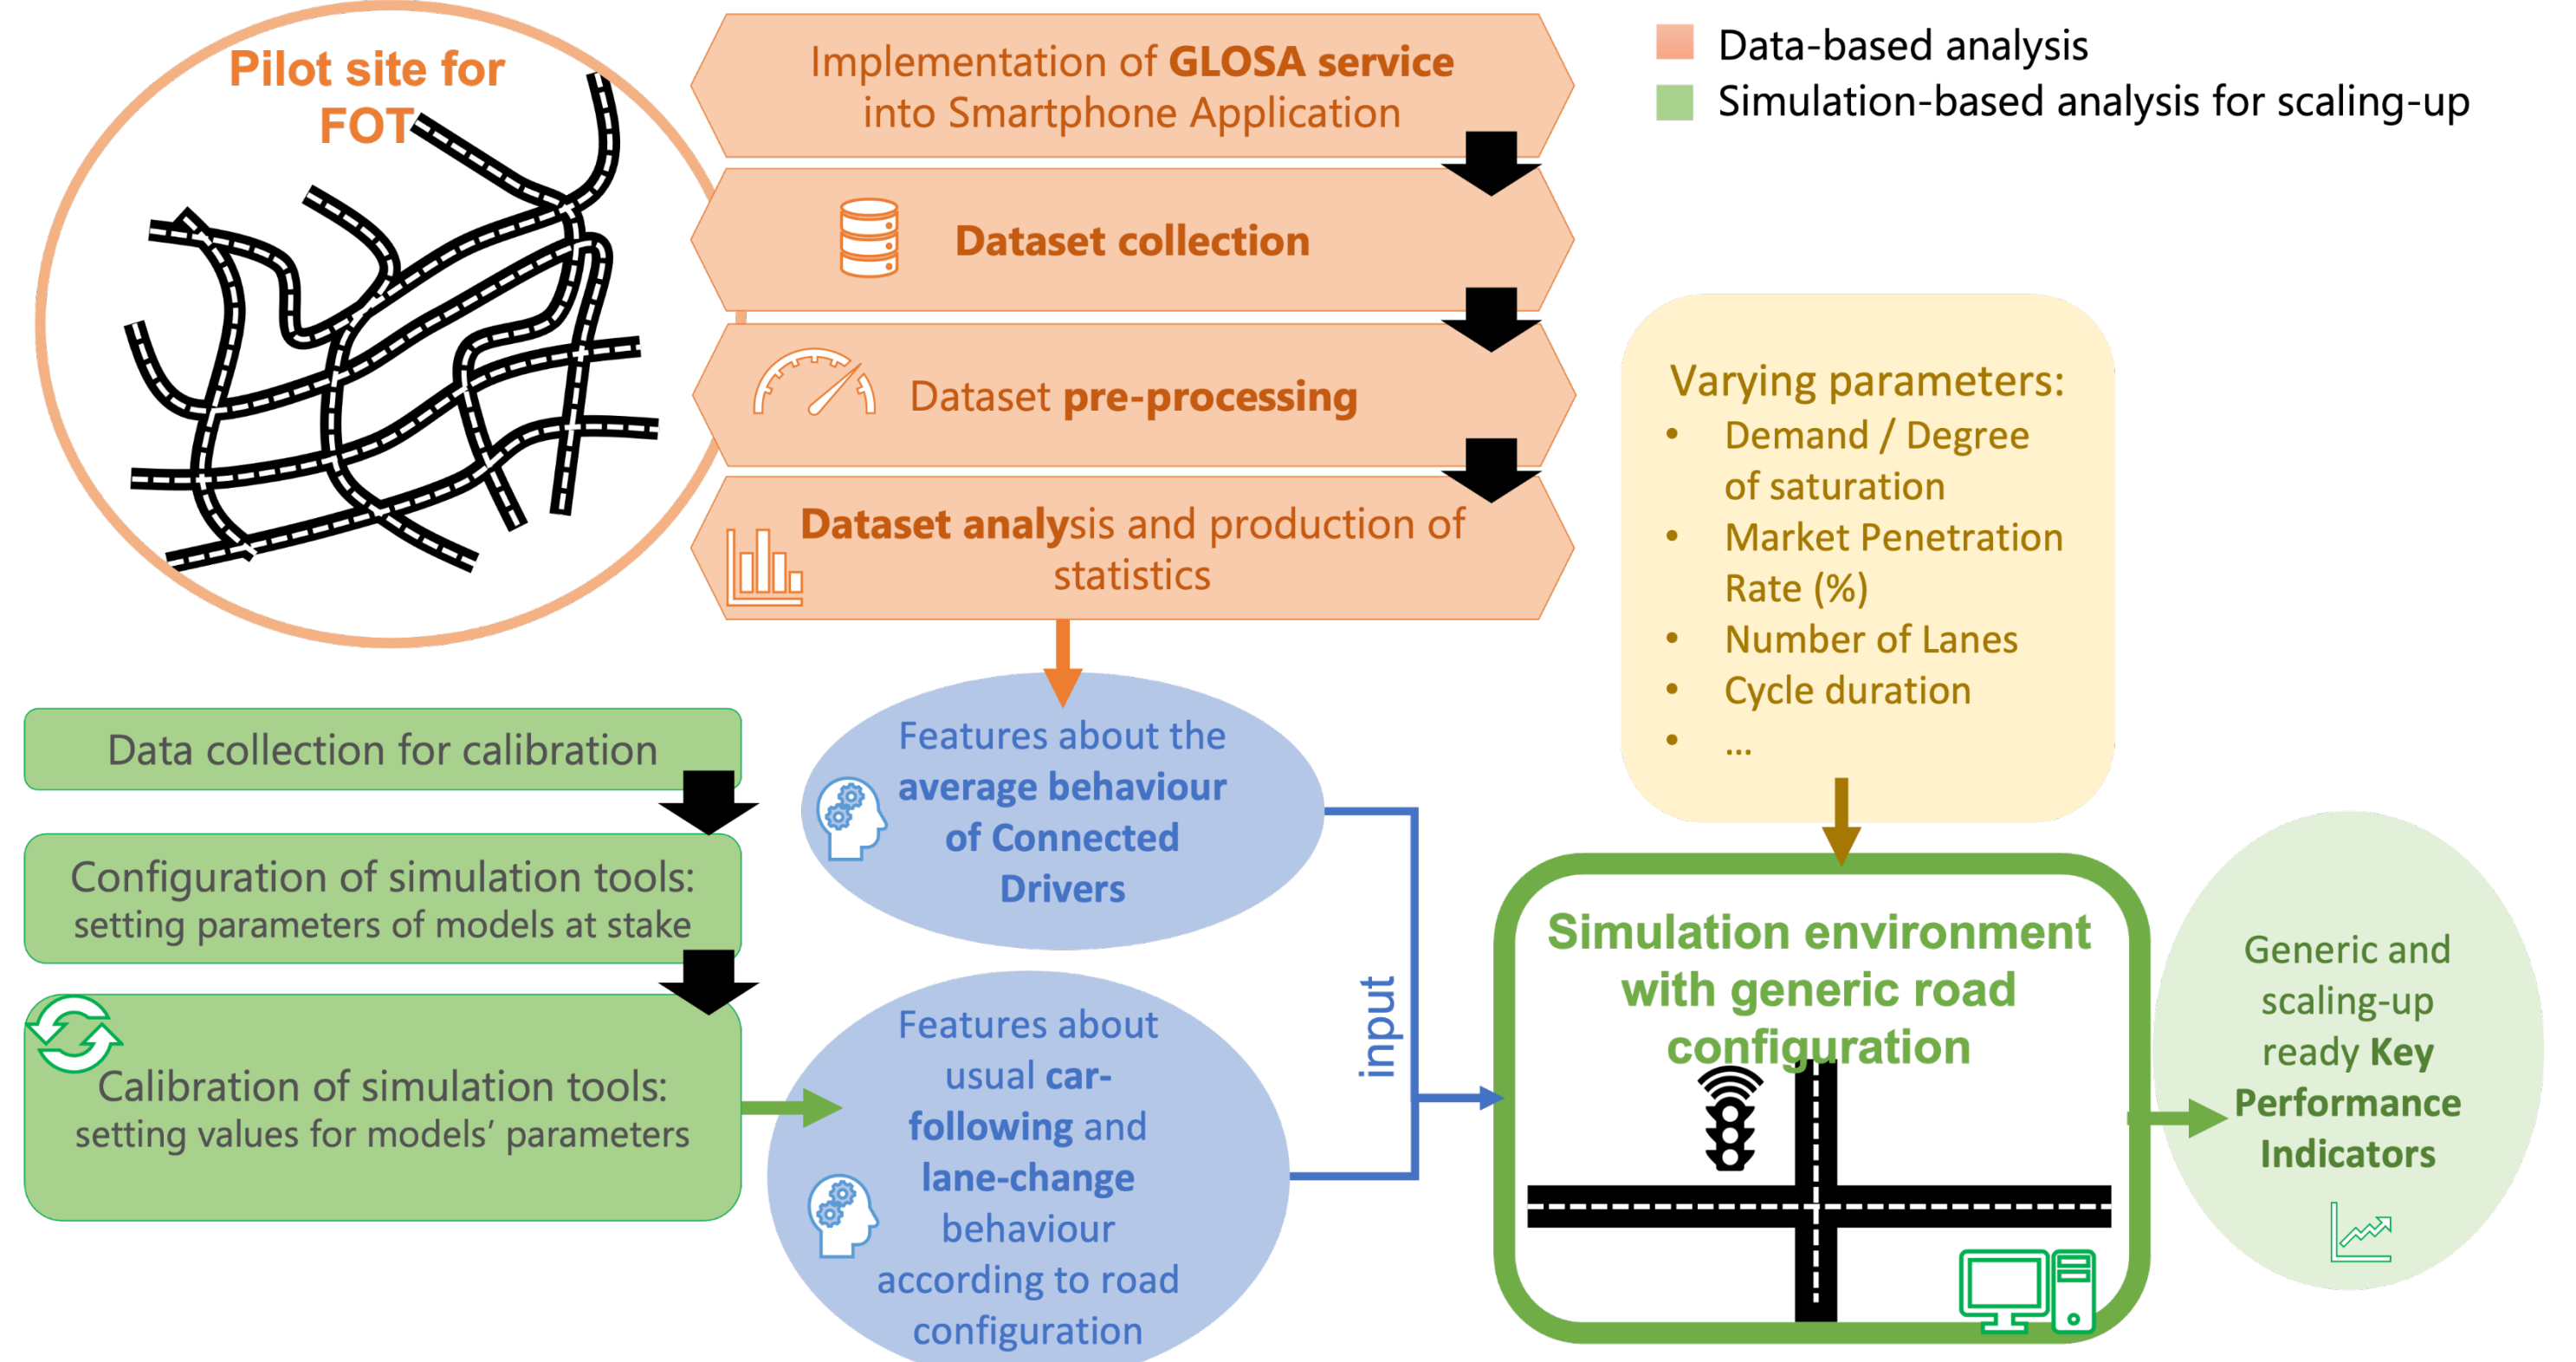 Pilot site for
FOT
Implementation of GLOSA service
into Smartphone Application
Dataset collection
Dataset pre-processing
Dataset analysis and production of
statistics
Data-based analysis
Simulation-based analysis for scaling-up
Varying parameters:
• Demand / Degree
of saturation
• Market Penetration
Rate (%)
• Number of Lanes
• Cycle duration
• ...
Data collection for calibration
Configuration of simulation tools:
setting parameters of models at stake
Calibration of simulation tools:
setting values for models’ parameters
Features about the
average behaviour
of Connected
Drivers
Features about
usual car-
following and
lane-change
behaviour
according to road
configuration
input
Simulation environment
with generic road
configuration
Generic and
scaling-up
ready Key
Performance
Indicators